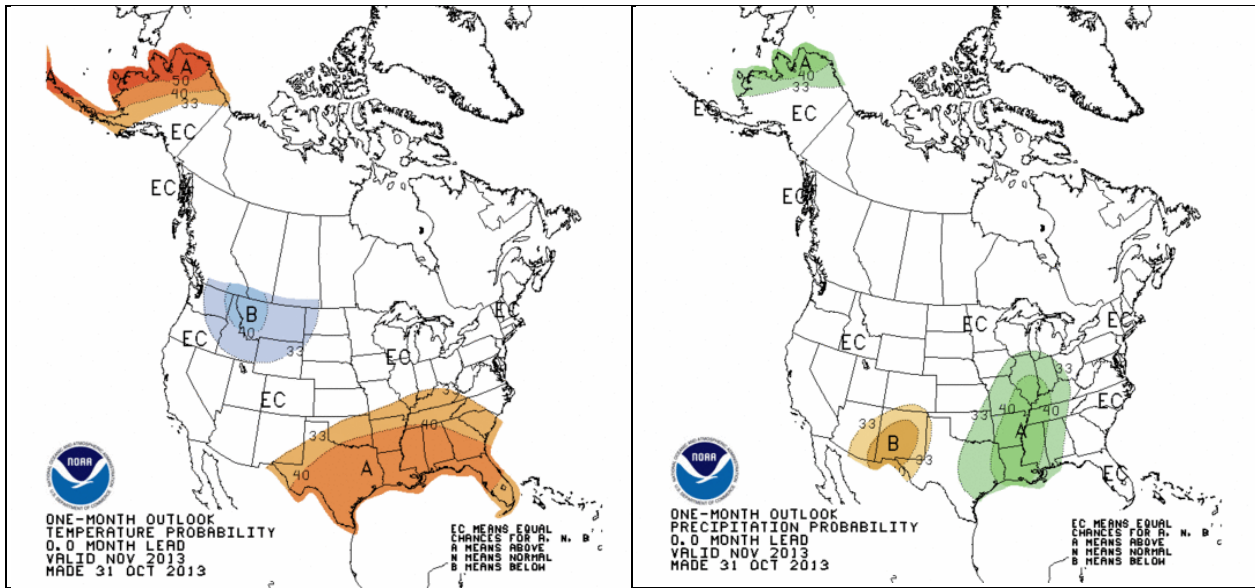 A
A
50
40
33
EC
EC
B
40
EC
33
EC
EC
EC
33
40
33
A
40
NOAA
ONE-MONTH OUTLOOK
TEMPERATURE PROBABILITY
0.0 MONTH LEAD
VALID NOV 2013
MADE 31 OCT 2013
EC MEANS EQUAL
CHANCES FOR A, N, B
A MEANS ABOVE
N MEANS NORMAL
B MEANS BELOW
A
40
33
EC
EC
EC
EC
EC
EC
33
33
40
40
33
A
EC
B
33
EC
NOAA
ONE-MONTH OUTLOOK
PRECIPITATION PROBABILITY
0.0 MONTH LEAD
VALID NOV 2013
MADE 31 OCT 2013
EC MEANS EQUAL
CHANCES FOR A, N, B
A MEANS ABOVE
N MEANS NORMAL
B MEANS BELOW